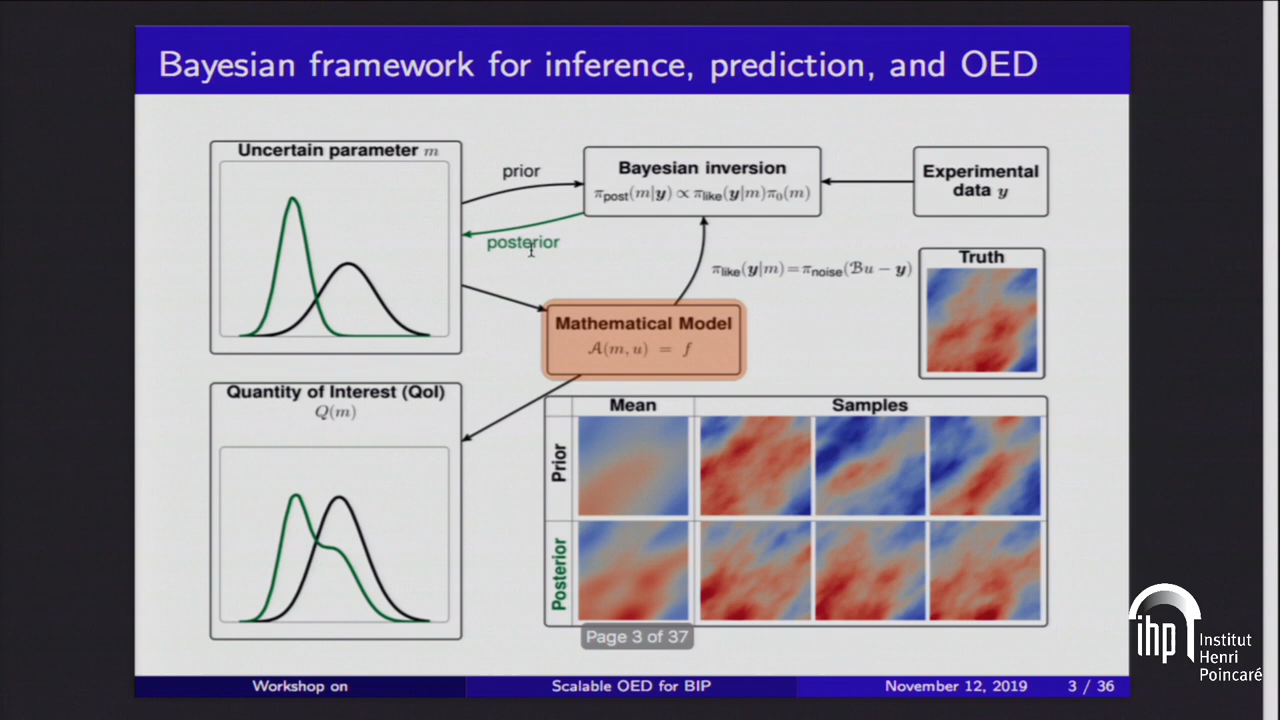 Bayesian framework for inference, prediction, and OED
Uncertain parameter m
prior
posterior
Bayesian inversion
π_post(m|y) ∝ π_like(y|m)π_0(m)
Experimental
data y
π_like(y|m)=π_noise(ℬu − y)
Truth
Mathematical Model
𝒜(m, u) = f
Quantity of Interest (QoI)
Q(m)
Mean
Samples
Prior
Posterior
Page 3 of 37
Workshop on
Scalable OED for BIP
November 12, 2019
3 / 36
ihp
Institut
Henri
Poincaré